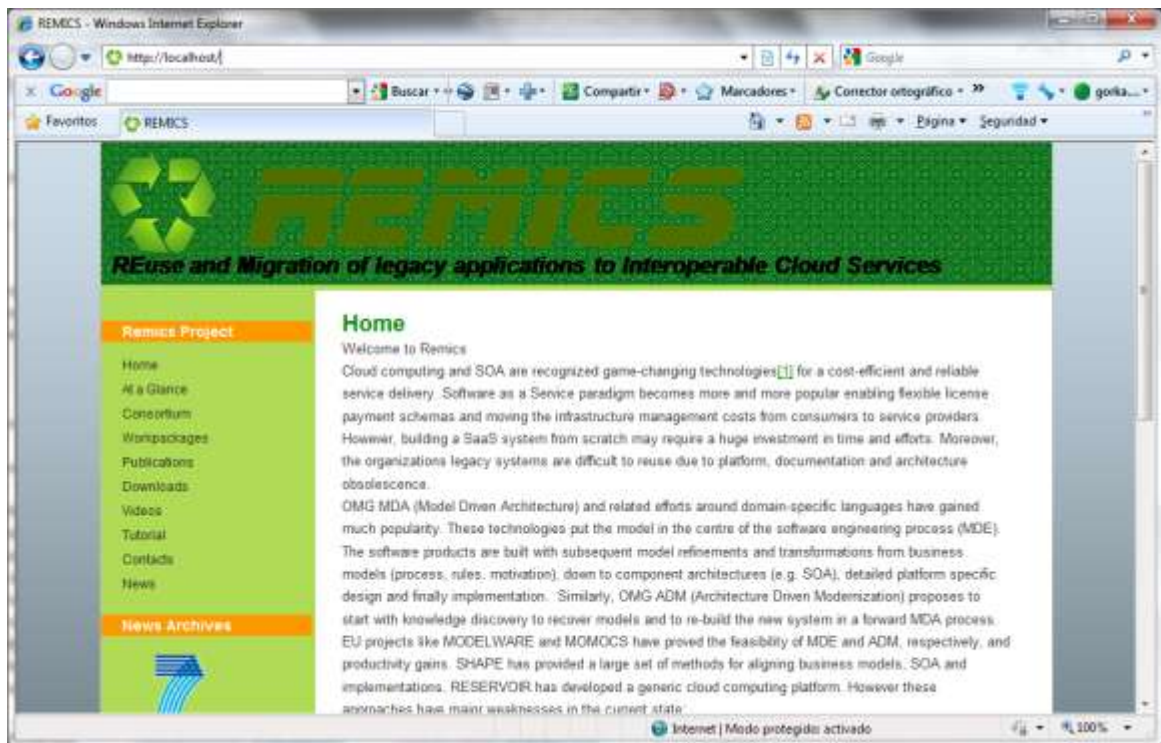 REMICS - Windows Internet Explorer
http://localhost/
Google
Google
Buscar
Compartir
Marcadores
Corrector ortográfico
gorka...
Favoritos
REMICS
Página
Seguridad
REMICS
REuse and Migration of legacy applications to Interoperable Cloud Services
Remics Project
Home
At a Glance
Consortium
Workpackages
Publications
Downloads
Videos
Tutorial
Contacts
News
News Archives
7
Home
Welcome to Remics
Cloud computing and SOA are recognized game-changing technologies[1] for a cost-efficient and reliable
service delivery. Software as a Service paradigm becomes more and more popular enabling flexible license
payment schemas and moving the infrastructure management costs from consumers to service providers.
However, building a SaaS system from scratch may require a huge investment in time and efforts. Moreover,
the organizations legacy systems are difficult to reuse due to platform, documentation and architecture
obsolescence.
OMG MDA (Model Driven Architecture) and related efforts around domain-specific languages have gained
much popularity. These technologies put the model in the centre of the software engineering process (MDE).
The software products are built with subsequent model refinements and transformations from business
models (process, rules, motivation), down to component architectures (e.g. SOA), detailed platform specific
design and finally implementation. Similarly, OMG ADM (Architecture Driven Modernization) proposes to
start with knowledge discovery to recover models and to re-build the new system in a forward MDA process.
EU projects like MODELWARE and MOMOCS have proved the feasibility of MDE and ADM, respectively, and
productivity gains. SHAPE has provided a large set of methods for aligning business models, SOA and
implementations. RESERVOIR has developed a generic cloud computing platform. However these
approaches have major weaknesses in the current state:
Internet | Modo protegido: activado
100%